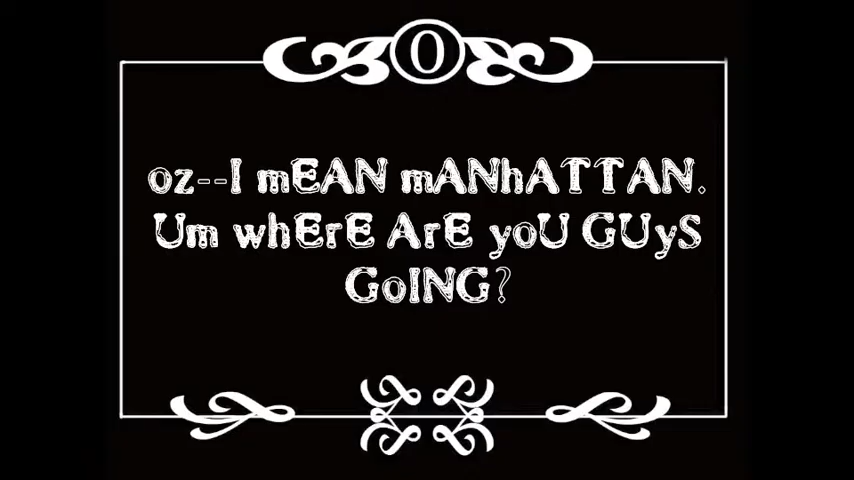 O
oz--I mEAN mANhATTAN.
Um whErE ArE yoU GUyS
GoING?